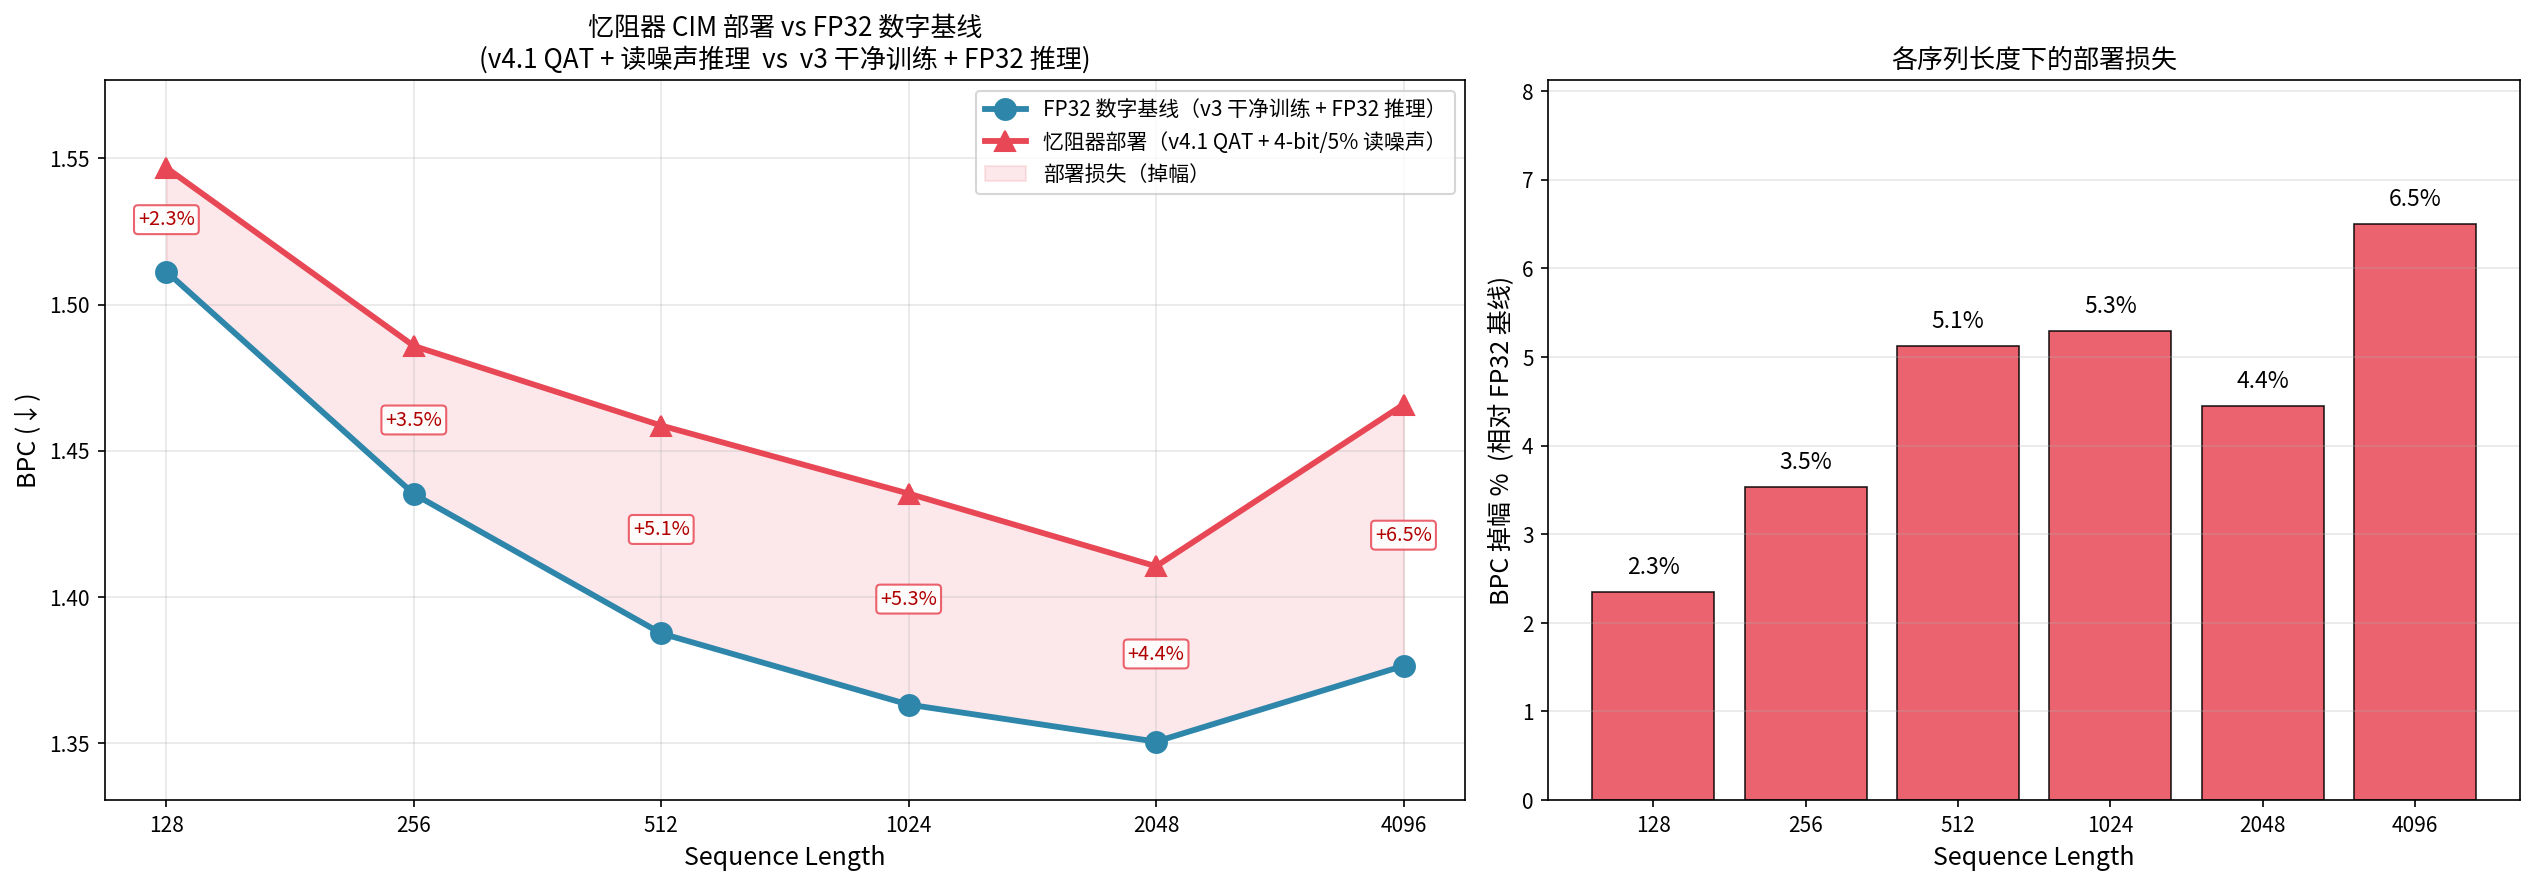 忆阻器 CIM 部署 vs FP32 数字基线
(v4.1 QAT + 读噪声推理 vs v3 干净训练 + FP32 推理)
FP32 数字基线（v3 干净训练 + FP32 推理）
忆阻器部署（v4.1 QAT + 4-bit/5% 读噪声）
部署损失（掉幅）
BPC (↓)
1.55
1.50
1.45
1.40
1.35
+2.3%
+3.5%
+5.1%
+5.3%
+4.4%
+6.5%
128 256 512 1024 2048 4096
Sequence Length
各序列长度下的部署损失
BPC 掉幅 % (相对 FP32 基线)
8
7
6
5
4
3
2
1
0
2.3%
3.5%
5.1%
5.3%
4.4%
6.5%
128 256 512 1024 2048 4096
Sequence Length